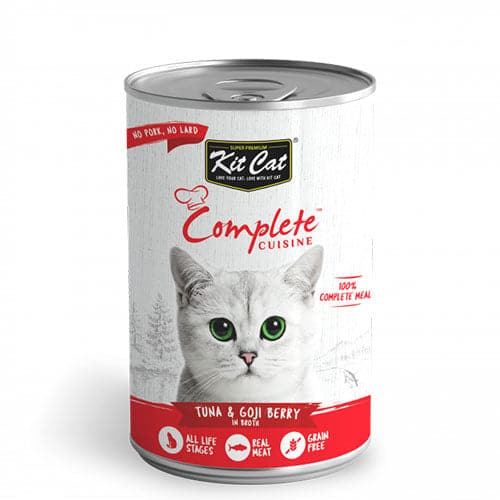 NO PORK, NO LARD
SUPER PREMIUM
Kit Cat
LOVE YOUR CAT, LOVE WITH KIT CAT
Complete™
CUISINE
100%
COMPLETE MEAL
TUNA & GOJI BERRY
IN BROTH
ALL LIFE
STAGES
REAL
MEAT
GRAIN
FREE